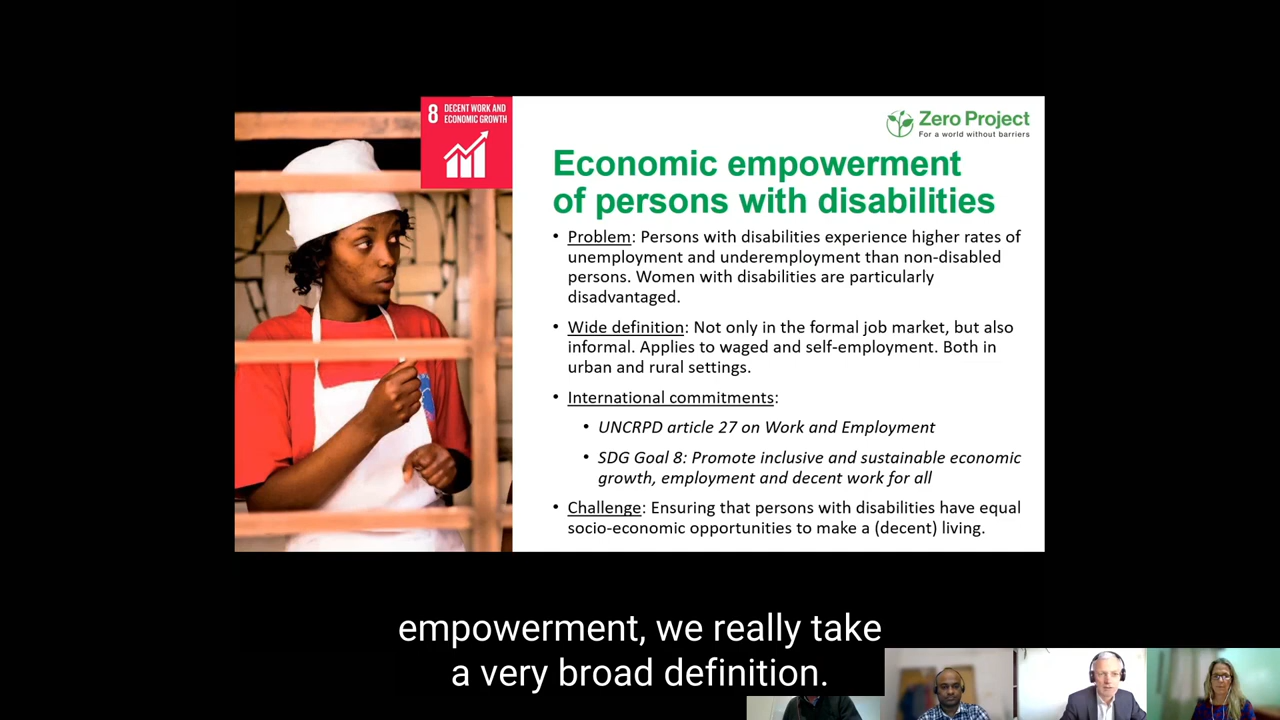 8 DECENT WORK AND
ECONOMIC GROWTH
Zero Project
For a world without barriers
Economic empowerment
of persons with disabilities
• Problem: Persons with disabilities experience higher rates of
unemployment and underemployment than non-disabled
persons. Women with disabilities are particularly
disadvantaged.
• Wide definition: Not only in the formal job market, but also
informal. Applies to waged and self-employment. Both in
urban and rural settings.
• International commitments:
• UNCRPD article 27 on Work and Employment
• SDG Goal 8: Promote inclusive and sustainable economic
growth, employment and decent work for all
• Challenge: Ensuring that persons with disabilities have equal
socio-economic opportunities to make a (decent) living.
empowerment, we really take
a very broad definition.